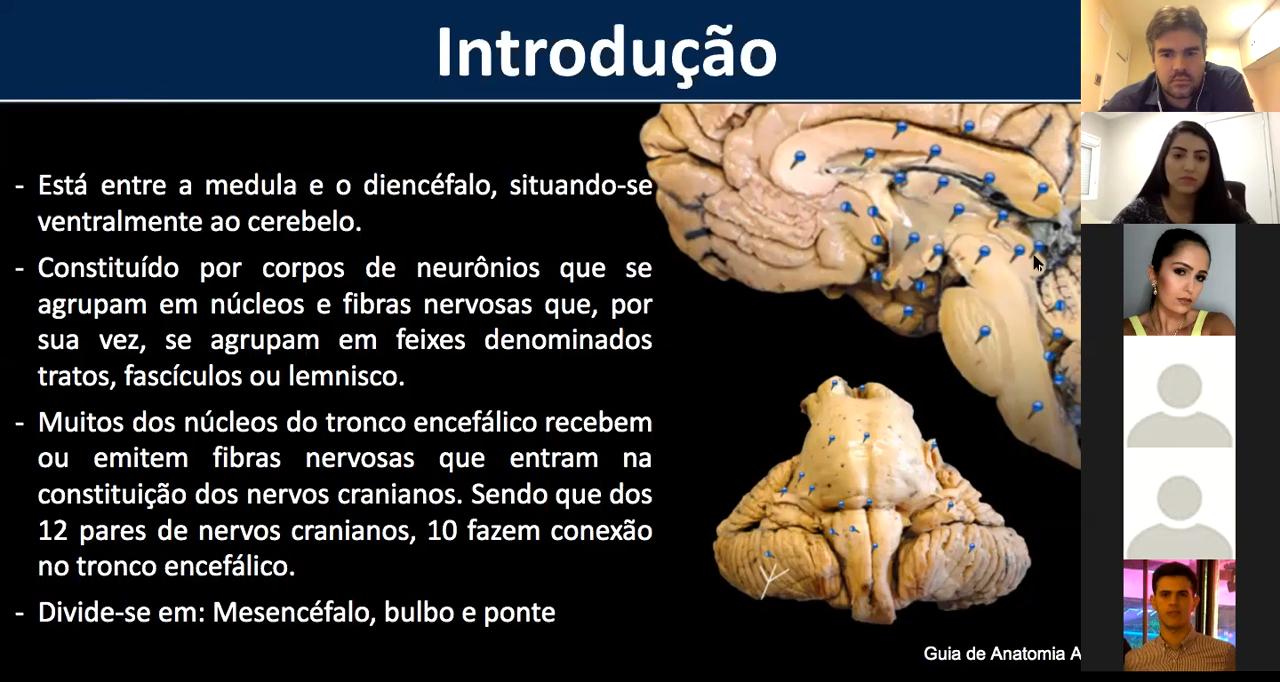 Introdução
- Está entre a medula e o diencéfalo, situando-se
ventralmente ao cerebelo.
- Constituído por corpos de neurônios que se
agrupam em núcleos e fibras nervosas que, por
sua vez, se agrupam em feixes denominados
tratos, fascículos ou lemnisco.
- Muitos dos núcleos do tronco encefálico recebem
ou emitem fibras nervosas que entram na
constituição dos nervos cranianos. Sendo que dos
12 pares de nervos cranianos, 10 fazem conexão
no tronco encefálico.
- Divide-se em: Mesencéfalo, bulbo e ponte
Guia de Anatomia A